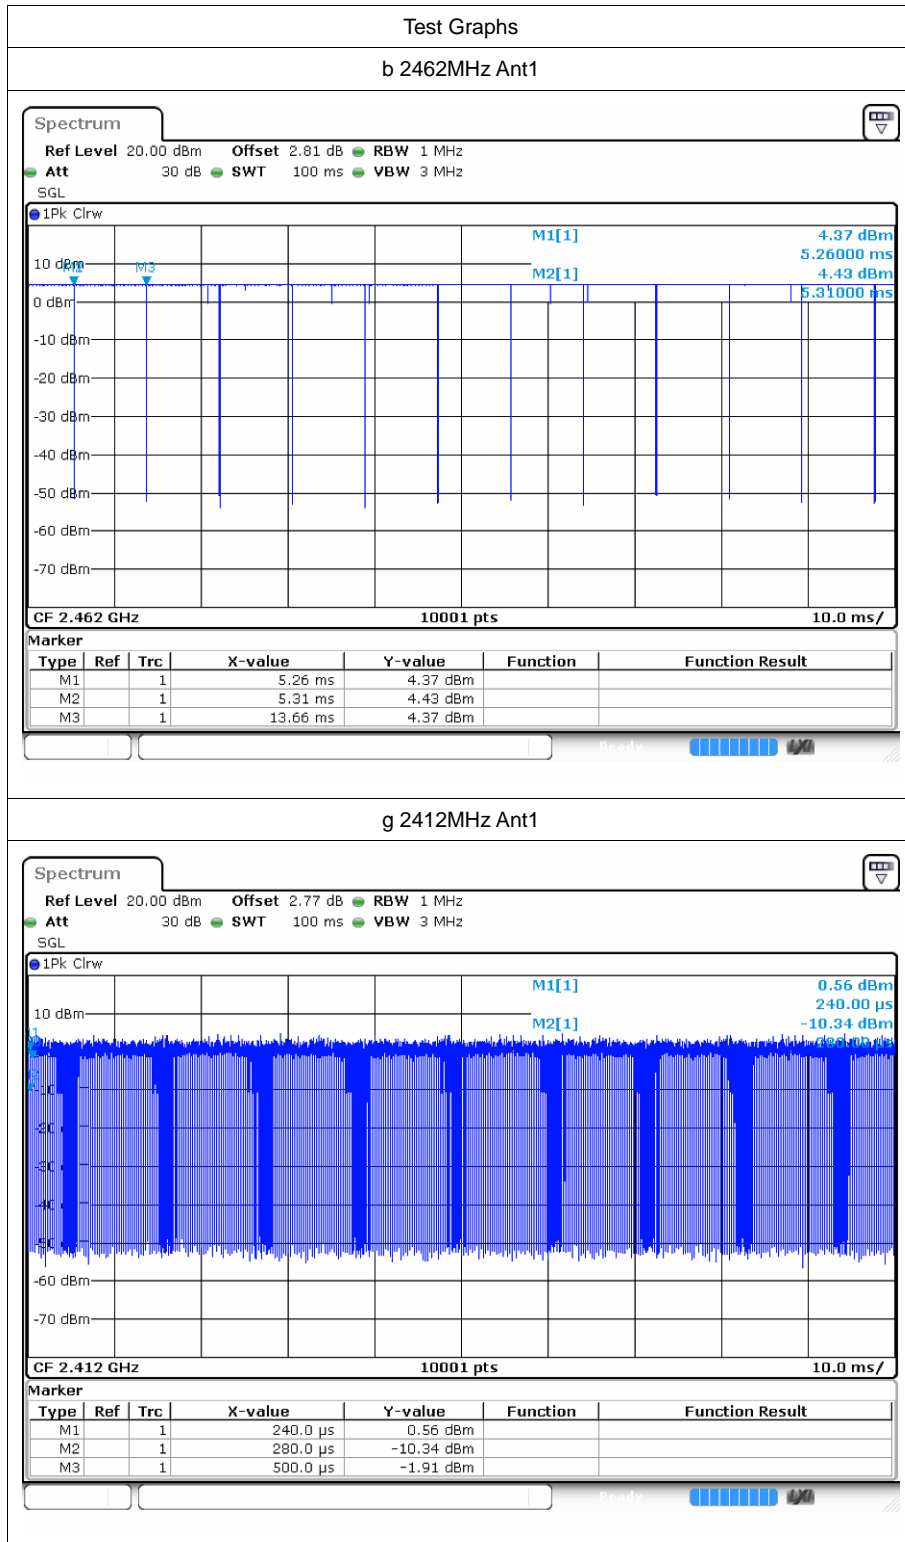 Test Graphs
b 2462MHz Ant1
Spectrum
Ref Level 20.00 dBm Offset 2.81 dB RBW 1 MHz
Att 30 dB SWT 100 ms VBW 3 MHz
SGL
1Pk Clrw
M1[1] 4.37 dBm
5.26000 ms
10 dBm M3
M2[1] 4.43 dBm
5.31000 ms
0 dBm
-10 dBm
-20 dBm
-30 dBm
-40 dBm
-50 dBm
-60 dBm
-70 dBm
CF 2.462 GHz 10001 pts 10.0 ms/
Marker
Type Ref Trc X-value Y-value Function Function Result
M1 1 5.26 ms 4.37 dBm
M2 1 5.31 ms 4.43 dBm
M3 1 13.66 ms 4.37 dBm
Ready
LXI
g 2412MHz Ant1
Spectrum
Ref Level 20.00 dBm Offset 2.77 dB RBW 1 MHz
Att 30 dB SWT 100 ms VBW 3 MHz
SGL
1Pk Clrw
M1[1] 0.56 dBm
240.00 µs
10 dBm
M2[1] -10.34 dBm
-60 dBm
-70 dBm
CF 2.412 GHz 10001 pts 10.0 ms/
Marker
Type Ref Trc X-value Y-value Function Function Result
M1 1 240.0 µs 0.56 dBm
M2 1 280.0 µs -10.34 dBm
M3 1 500.0 µs -1.91 dBm
Ready
LXI